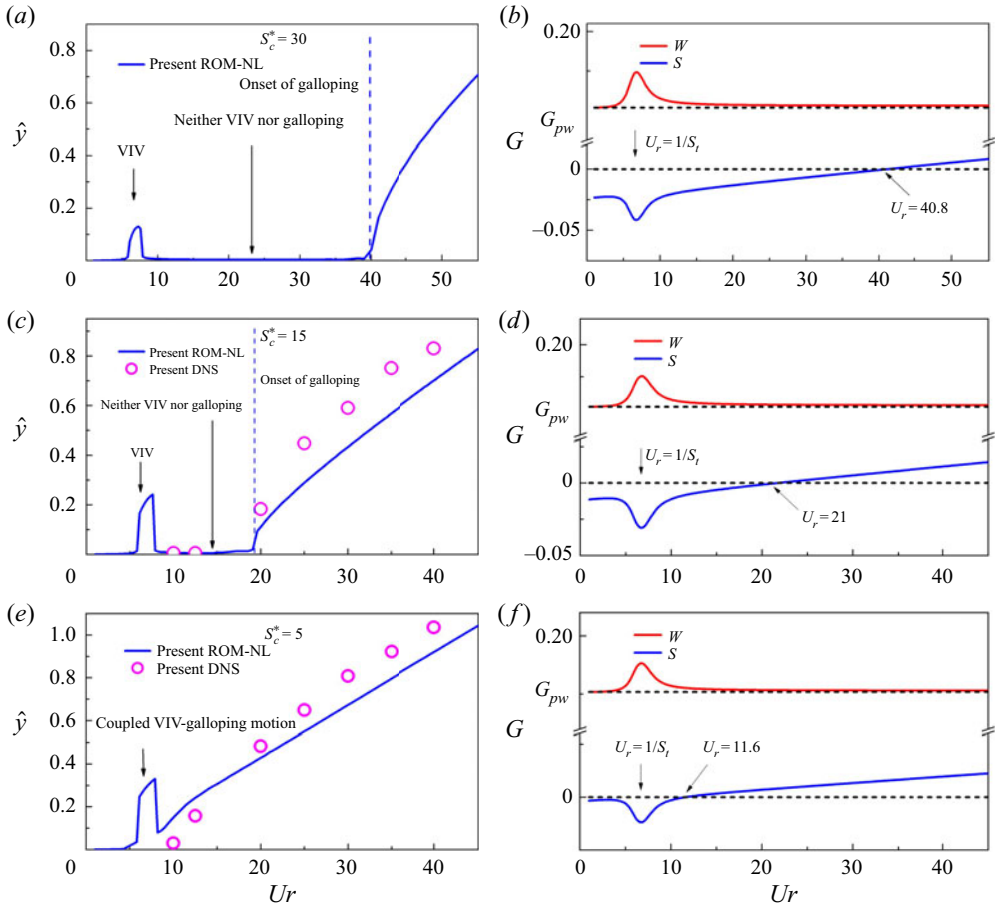 (a)
S*c = 30
Present ROM-NL
Onset of galloping
Neither VIV nor galloping
VIV
ŷ
0.8
0.6
0.4
0.2
0 10 20 30 40 50
(b)
0.20
W
S
Gpw
G
Ur = 1/St
0
Ur = 40.8
−0.05
0 10 20 30 40 50
(c)
S*c = 15
Present ROM-NL
Present DNS
Onset of galloping
Neither VIV nor galloping
VIV
ŷ
0.8
0.6
0.4
0.2
0 10 20 30 40
(d)
0.20
W
S
Gpw
G
Ur = 1/St
0
Ur = 21
−0.05
0 10 20 30 40
(e)
S*c = 5
Present ROM-NL
Present DNS
Coupled VIV-galloping motion
ŷ
1.0
0.8
0.6
0.4
0.2
0 10 20 30 40
Ur
(f)
0.20
W
S
Gpw
G
Ur = 1/St
Ur = 11.6
0
0 10 20 30 40
Ur